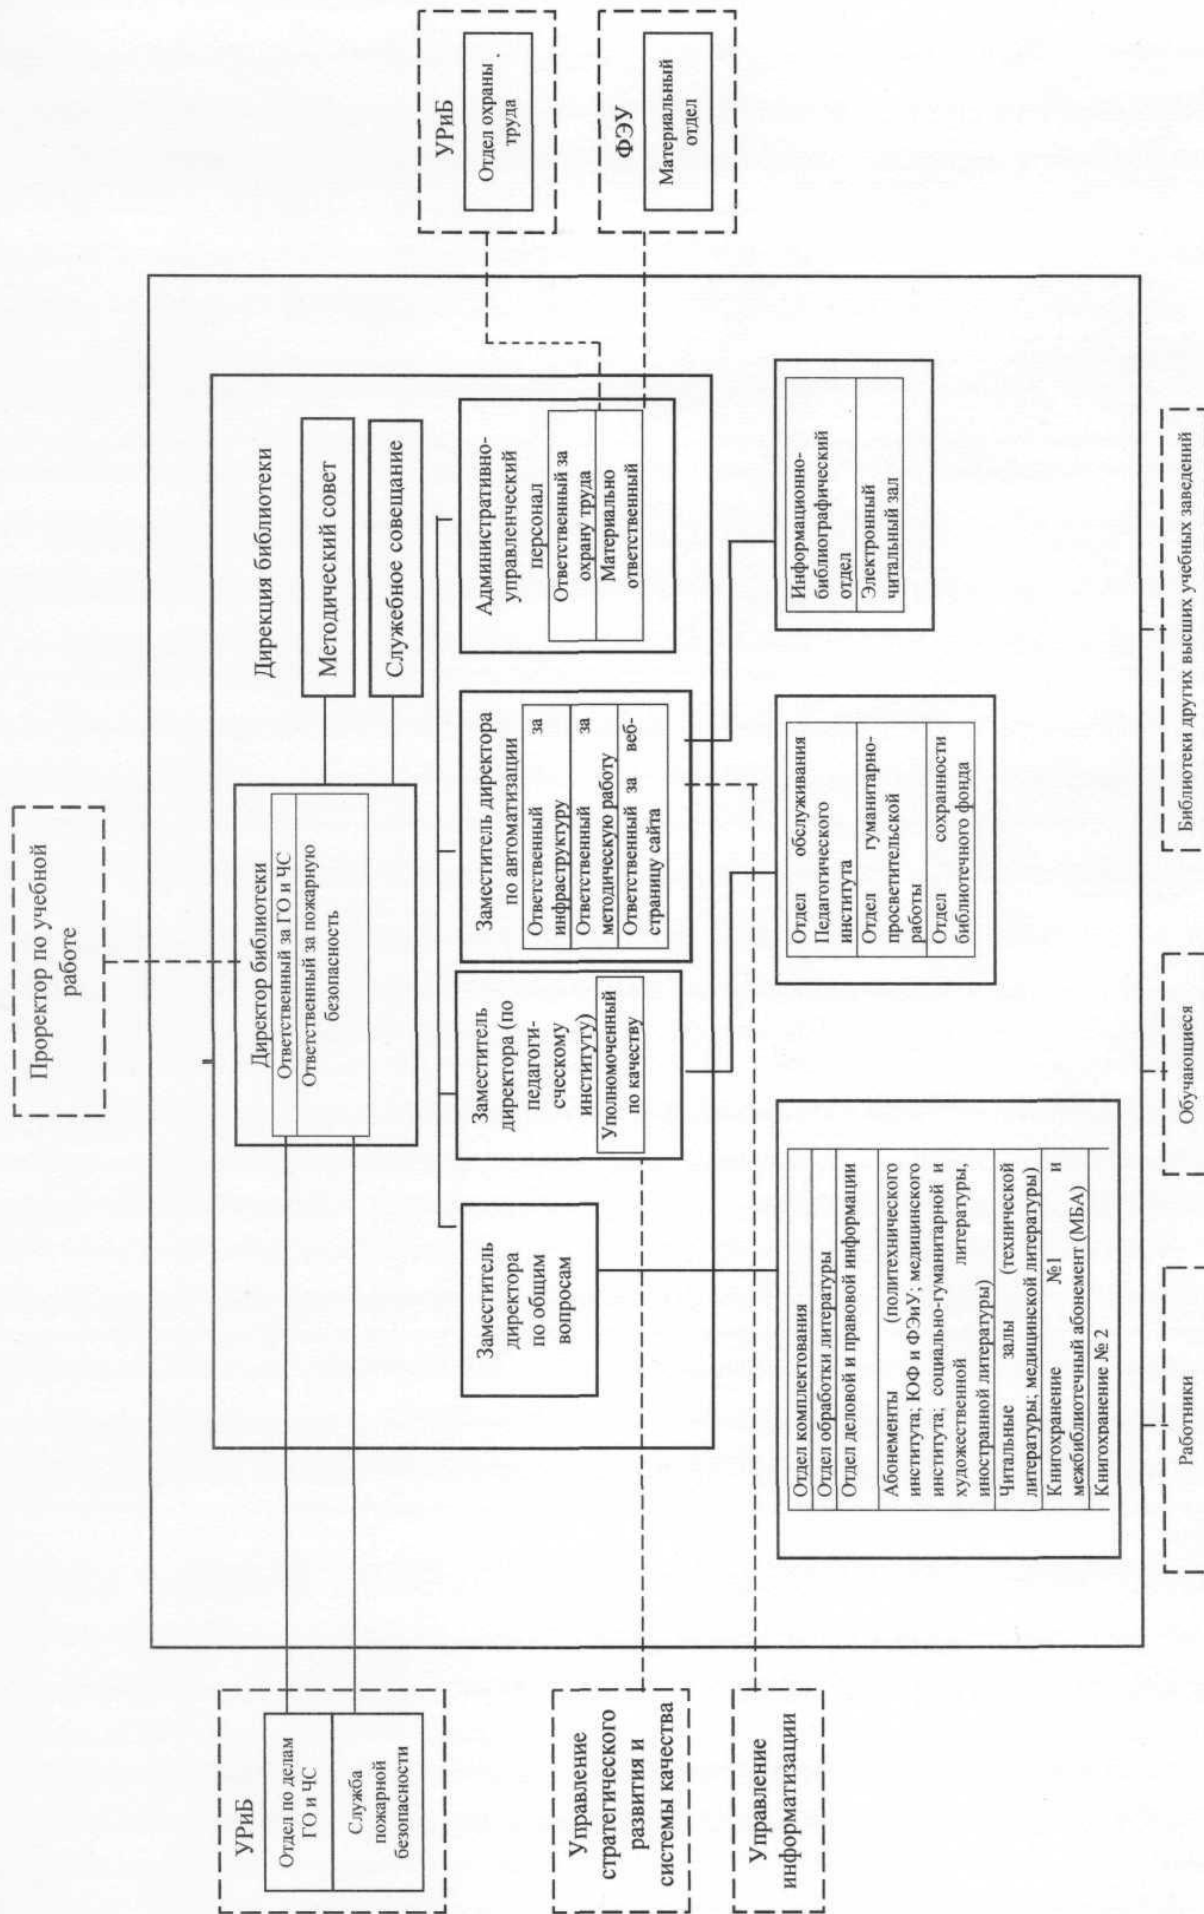 Проректор по учебной
работе
Дирекция библиотеки
Директор библиотеки
Ответственный за ГО и ЧС
Ответственный за пожарную
безопасность
Методический совет
Служебное совещание
УРиБ
Отдел по делам
ГО и ЧС
Служба
пожарной
безопасности
УРиБ
Отдел охраны
труда
ФЭУ
Материальный
отдел
Заместитель
директора
по общим
вопросам
Заместитель
директора (по
педагоги-
сческому
институту)
Уполномоченный
по качеству
Заместитель директора
по автоматизации
Ответственный за
инфраструктуру
Ответственный за
методическую работу
Ответственный за веб-
страницу сайта
Административно-
управленческий
персонал
Ответственный за
охрану труда
Материально
ответственный
Управление
стратегического
развития и
системы качества
Управление
информатизации
Отдел комплектования
Отдел обработки литературы
Отдел деловой и правовой информации
Абонементы (политехнического
института; ЮФ и ФЭиУ; медицинского
института; социально-гуманитарной и
художественной литературы,
иностранной литературы)
Читальные залы (технической
литературы; медицинской литературы)
Книгохранение №1 и
межбиблиотечный абонемент (МБА)
Книгохранение № 2
Отдел обслуживания
Педагогического
института
Отдел гуманитарно-
просветительской
работы
Отдел сохранности
библиотечного фонда
Информационно-
библиографический
отдел
Электронный
читальный зал
Работники
Обучающиеся
Библиотеки других высших учебных заведений